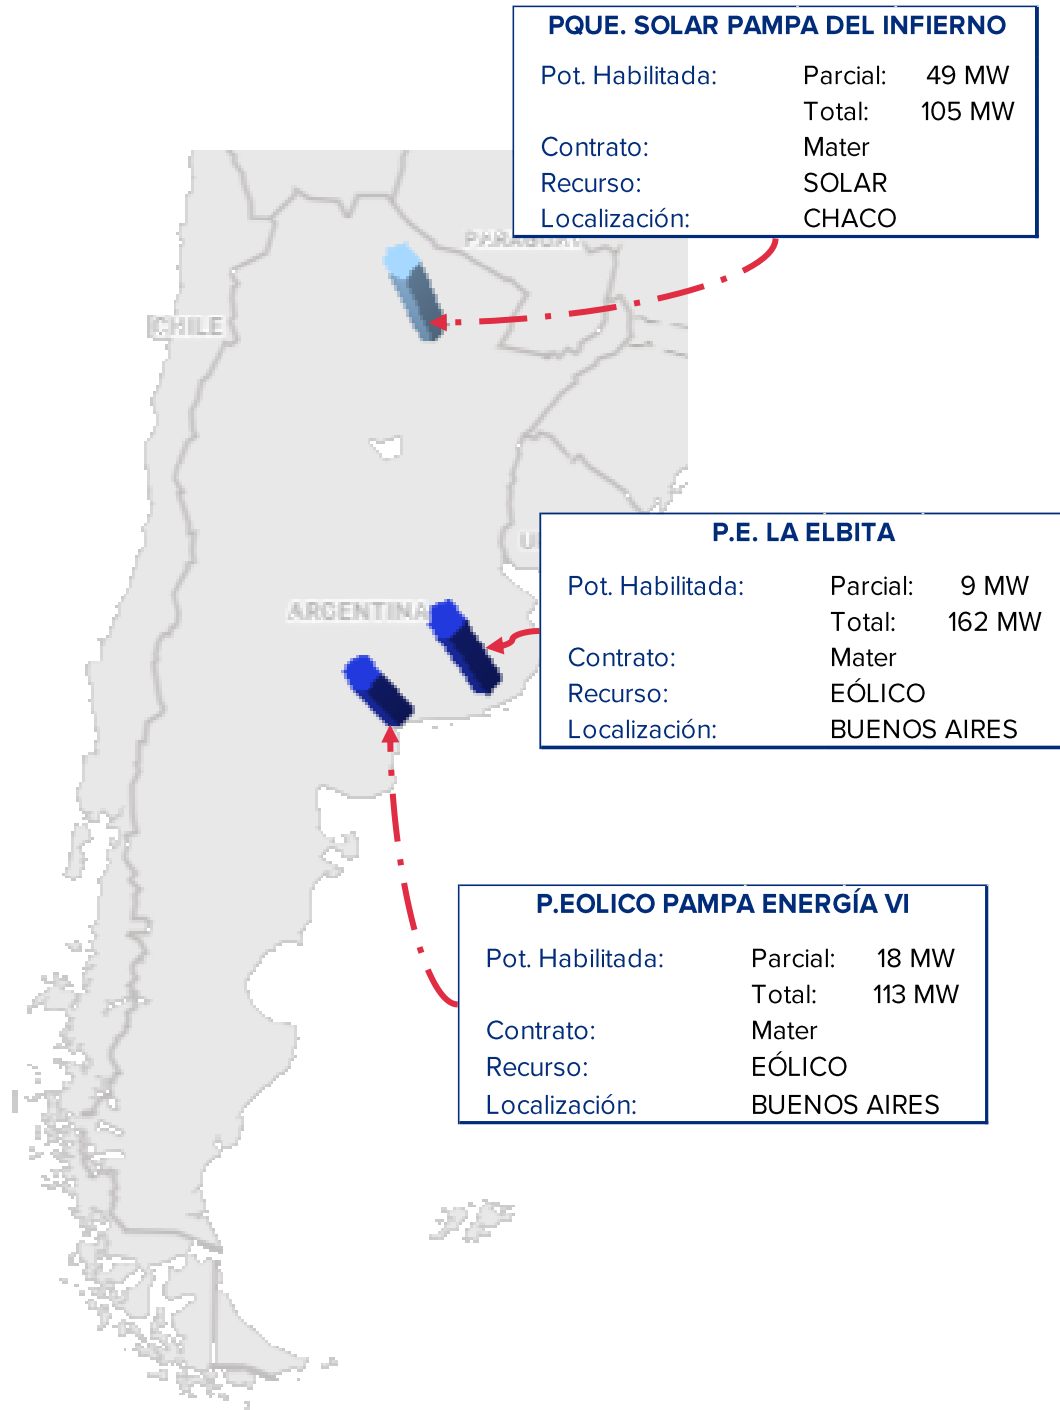 PQUE. SOLAR PAMPA DEL INFIERNO
Pot. Habilitada: Parcial: 49 MW
Total: 105 MW
Contrato: Mater
Recurso: SOLAR
Localización: CHACO
PARAGUAY
CHILE
P.E. LA ELBITA
Pot. Habilitada: Parcial: 9 MW
Total: 162 MW
Contrato: Mater
Recurso: EÓLICO
Localización: BUENOS AIRES
U
ARGENTINA
P.EOLICO PAMPA ENERGÍA VI
Pot. Habilitada: Parcial: 18 MW
Total: 113 MW
Contrato: Mater
Recurso: EÓLICO
Localización: BUENOS AIRES